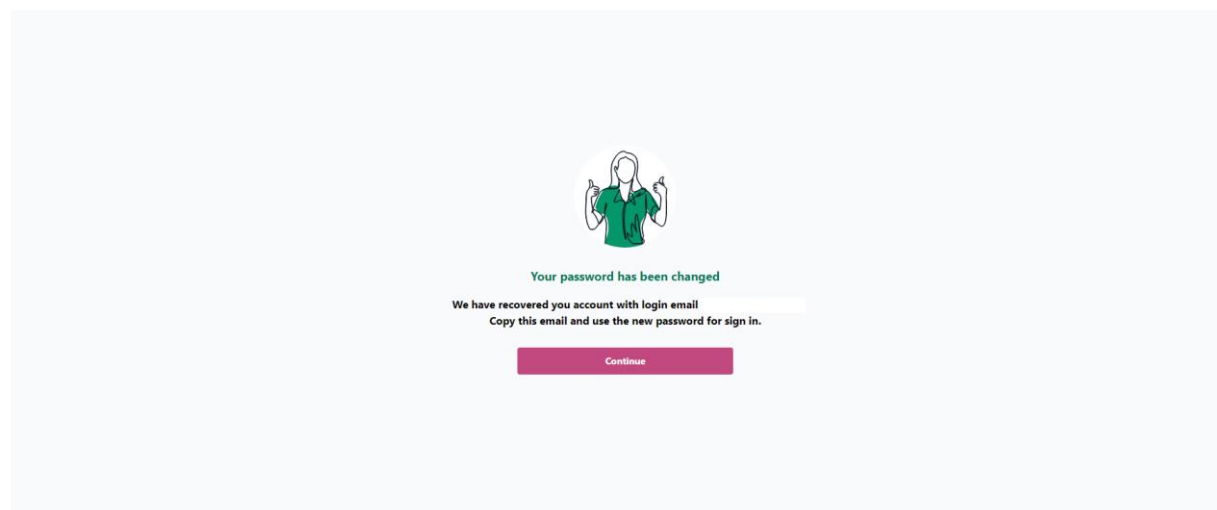 Your password has been changed
We have recovered you account with login email
Copy this email and use the new password for sign in.
Continue